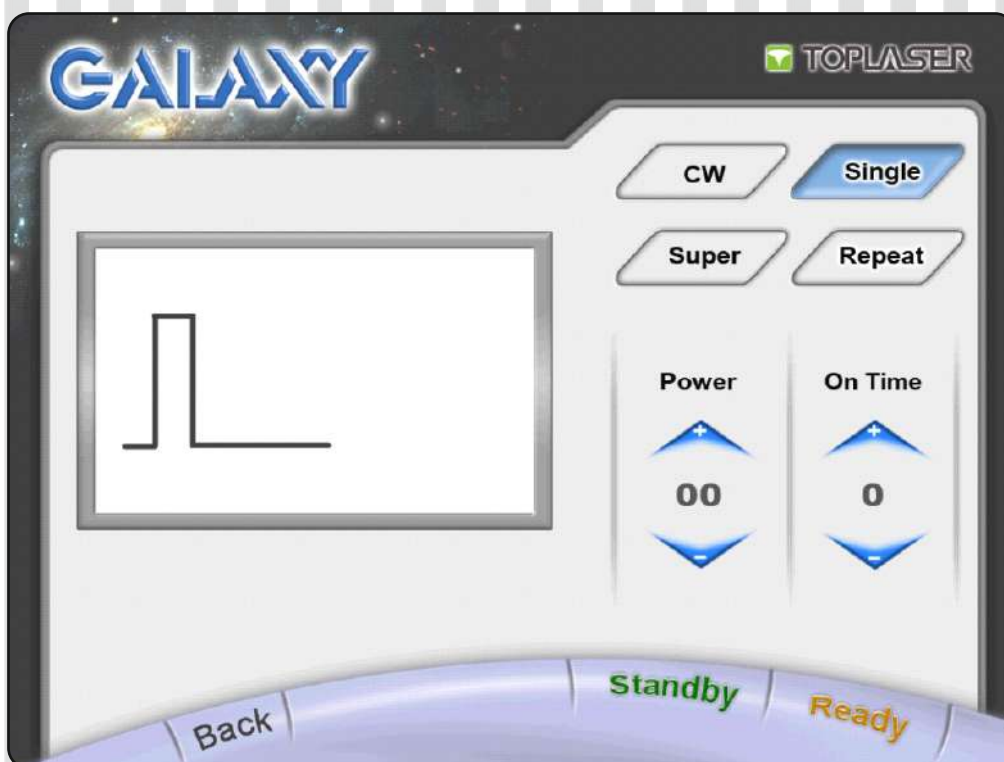 GALAXY
TOPLASER
CW Single
Super Repeat
Power On Time
+ +
00 0
- -
Back Standby Ready